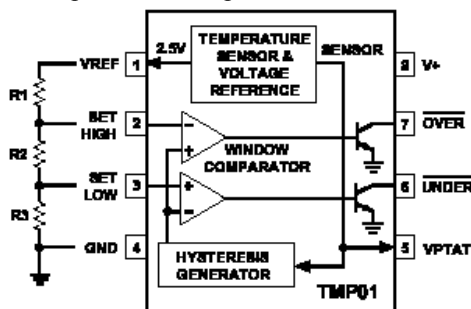 TEMPERATURE
SENSOR &
VOLTAGE
REFERENCE
2.5V
SENSOR
VREF 1
8 V+
R1
SET
HIGH 2
7 OVER
R2
WINDOW
COMPARATOR
SET
LOW 3
6 UNDER
R3
GND 4
5 VPTAT
HYSTERESIS
GENERATOR
TMP01